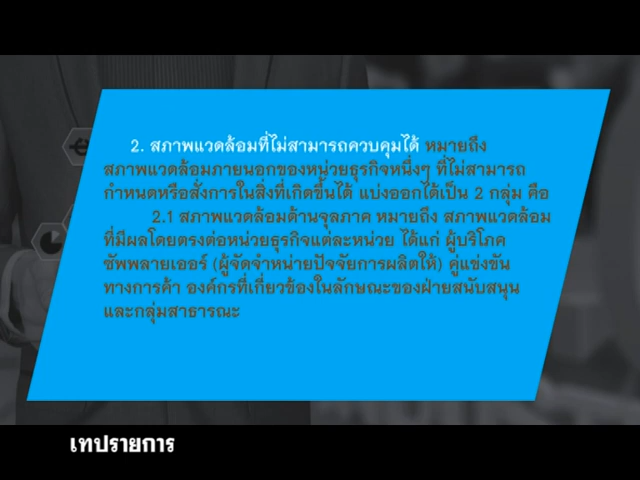 2. สภาพแวดล้อมที่ไม่สามารถควบคุมได้ หมายถึง
สภาพแวดล้อมภายนอกของหน่วยธุรกิจหนึ่งๆ ที่ไม่สามารถ
กำหนดหรือสั่งการในสิ่งที่เกิดขึ้นได้ แบ่งออกได้เป็น 2 กลุ่ม คือ
2.1 สภาพแวดล้อมด้านจุลภาค หมายถึง สภาพแวดล้อม
ที่มีผลโดยตรงต่อหน่วยธุรกิจแต่ละหน่วย ได้แก่ ผู้บริโภค
ซัพพลายเออร์ (ผู้จัดจำหน่ายปัจจัยการผลิตให้) คู่แข่งขัน
ทางการค้า องค์กรที่เกี่ยวข้องในลักษณะของฝ่ายสนับสนุน
และกลุ่มสาธารณะ
เทปรายการ